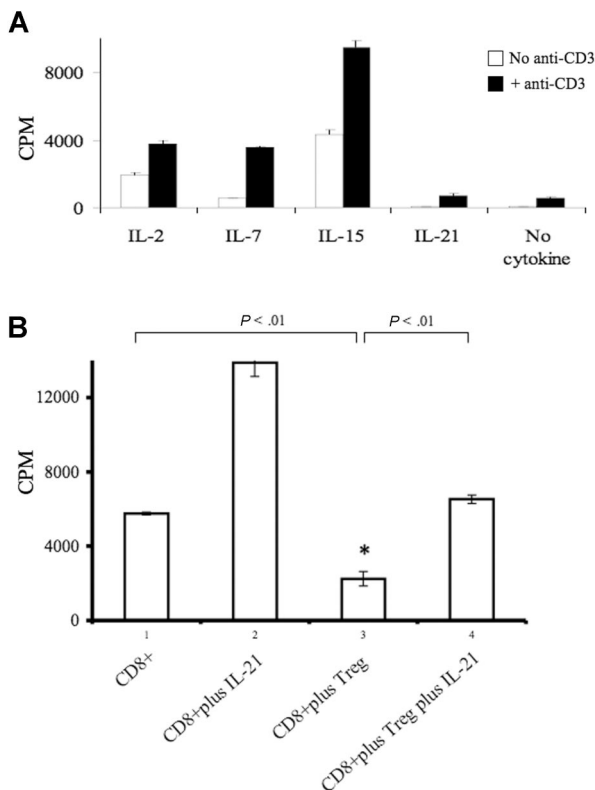 A
No anti-CD3
+ anti-CD3
CPM
8000
4000
0
IL-2
IL-7
IL-15
IL-21
No
cytokine
B
P < .01
P < .01
CPM
12000
8000
4000
0
*
1
2
3
4
CD8+
CD8+plus IL-21
CD8+plus Treg
CD8+plus Treg plus IL-21